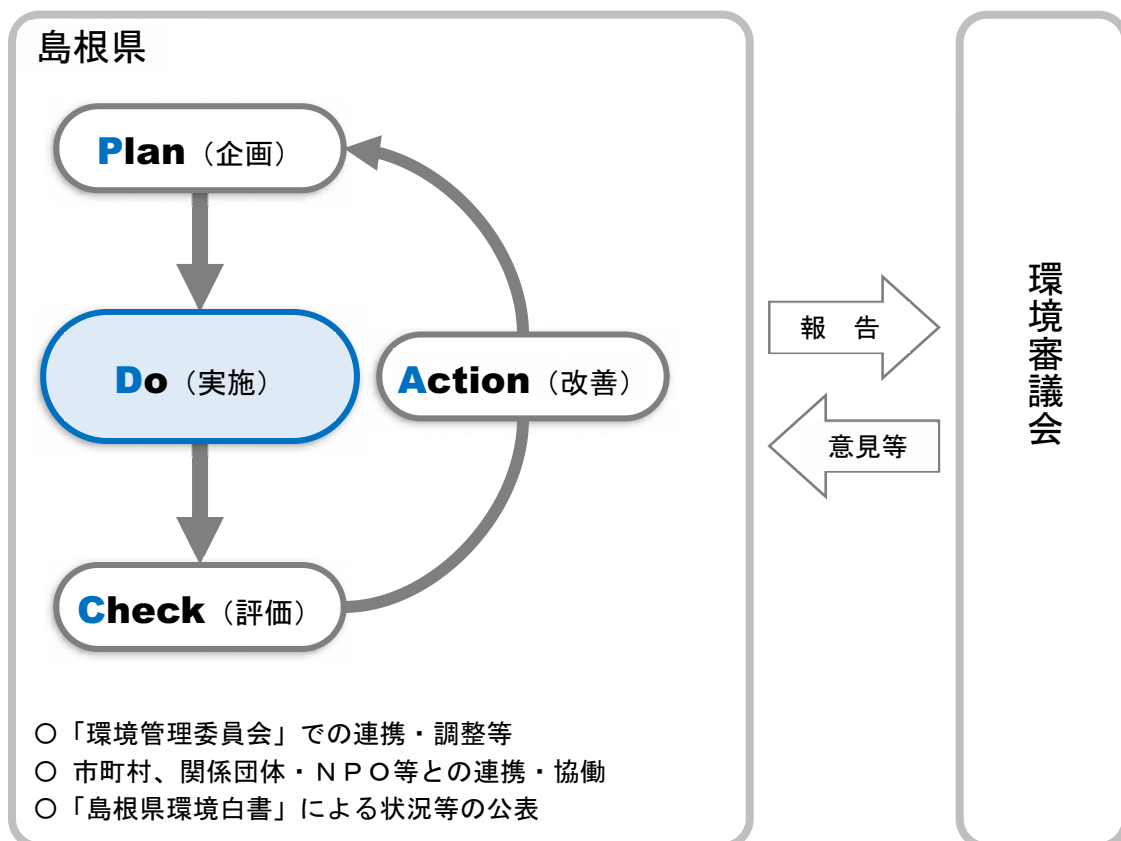 島根県
Plan（企画）
Do（実施）
Action（改善）
Check（評価）
○「環境管理委員会」での連携・調整等
○ 市町村、関係団体・ＮＰＯ等との連携・協働
○「島根県環境白書」による状況等の公表
報　告
意見等
環境審議会